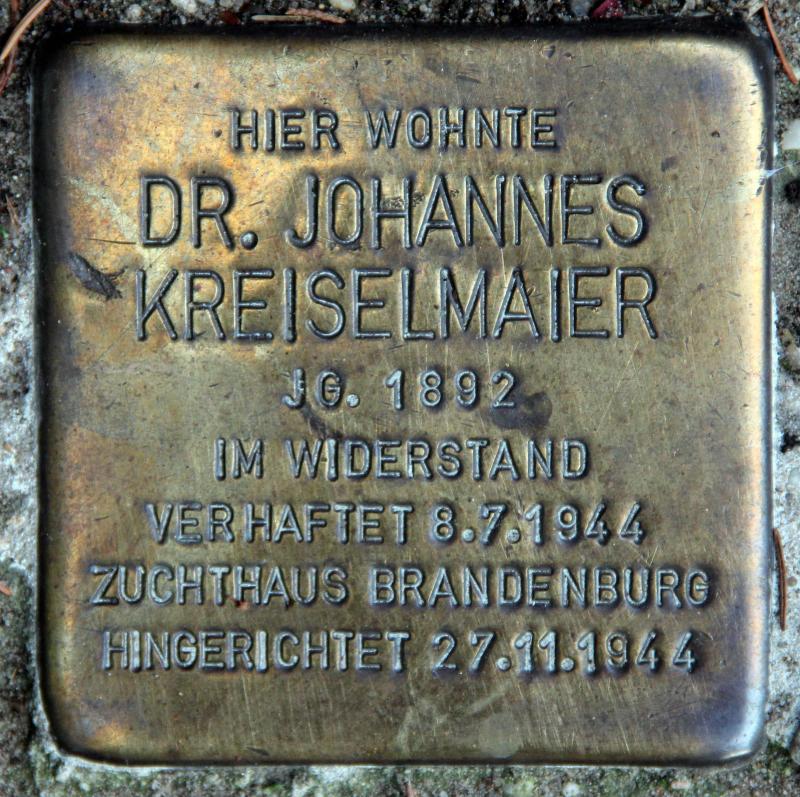 HIER WOHNTE
DR. JOHANNES
KREISELMAIER
JG. 1892
IM WIDERSTAND
VERHAFTET 8.7.1944
ZUCHTHAUS BRANDENBURG
HINGERICHTET 27.11.1944